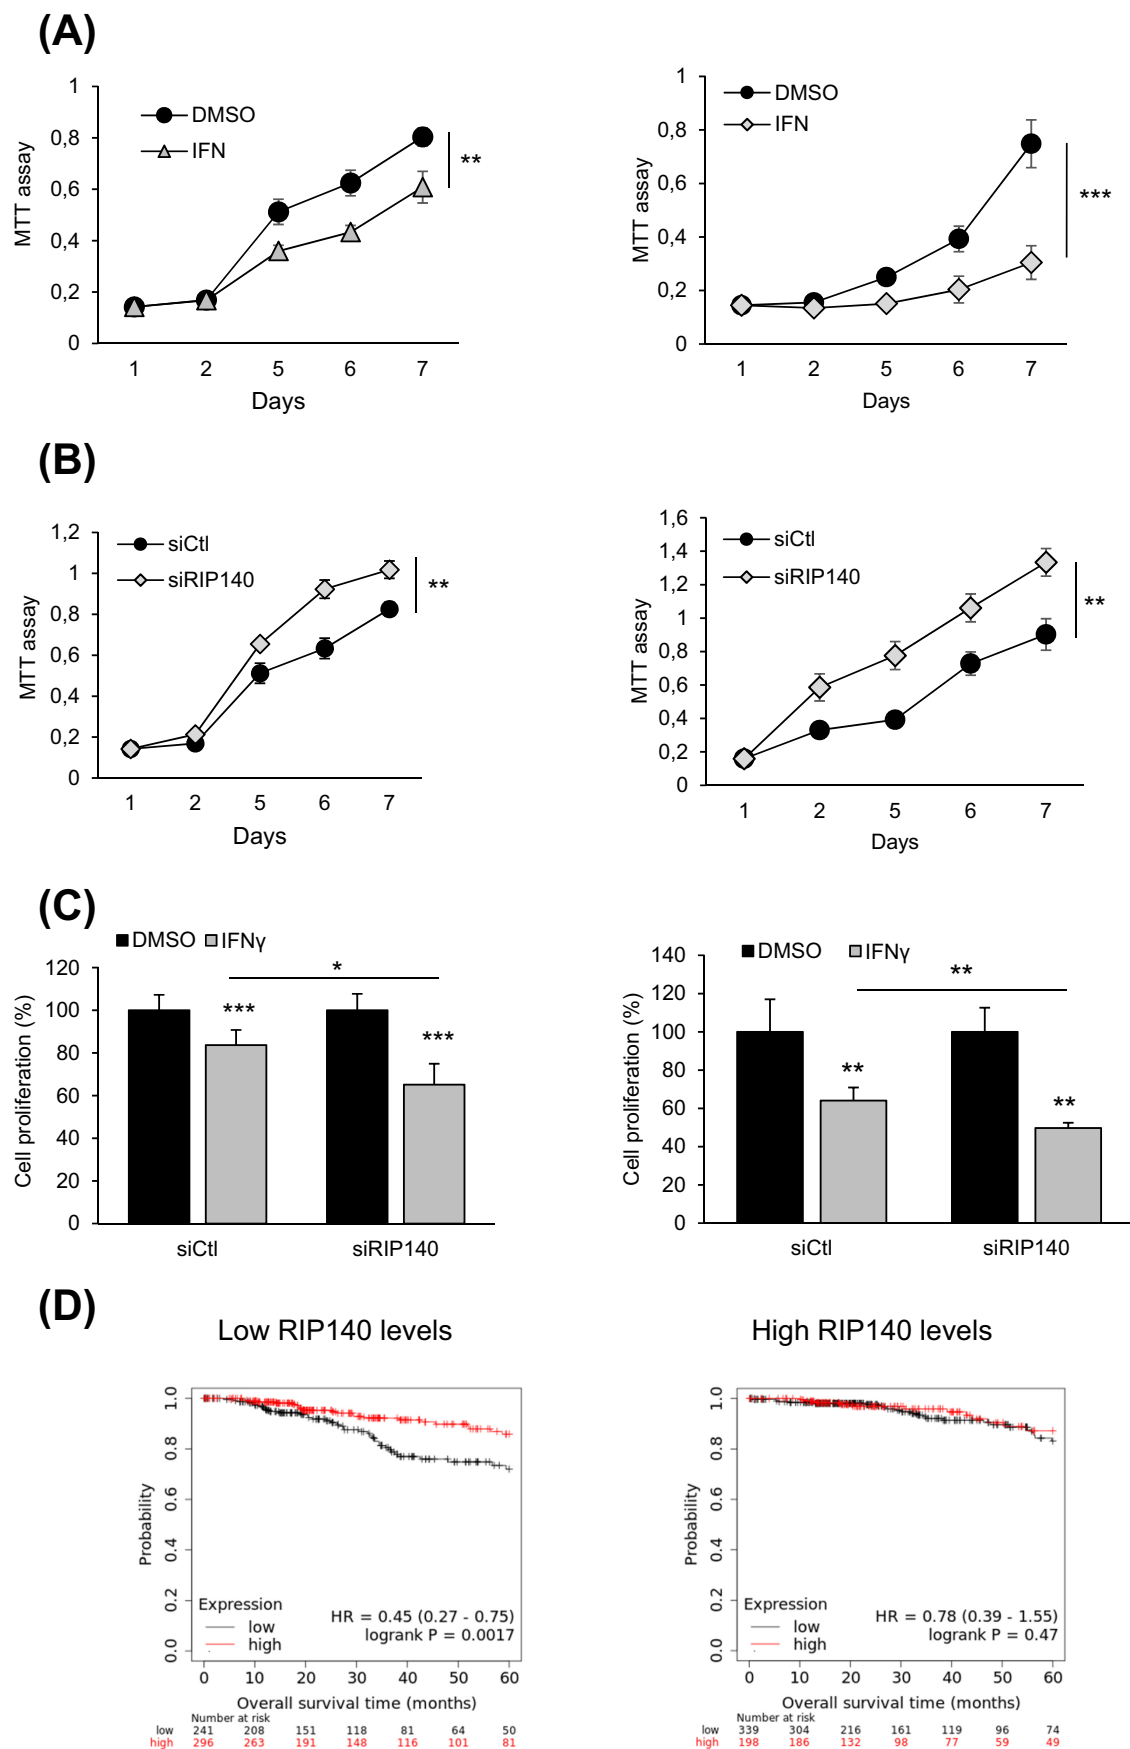 (A)
1
0,8
0,6
0,4
0,2
0
MTT assay
DMSO
IFN
**
1 2 5 6 7
Days
1
0,8
0,6
0,4
0,2
0
MTT assay
DMSO
IFN
***
1 2 5 6 7
Days
(B)
1,2
1
0,8
0,6
0,4
0,2
0
MTT assay
siCtl
siRIP140
**
1 2 5 6 7
Days
1,6
1,4
1,2
1
0,8
0,6
0,4
0,2
0
MTT assay
siCtl
siRIP140
**
1 2 5 6 7
Days
(C)
DMSO IFNγ
120
100
80
60
40
20
0
Cell proliferation (%)
*
***
***
siCtl siRIP140
DMSO IFNγ
140
120
100
80
60
40
20
0
Cell proliferation (%)
**
**
**
siCtl siRIP140
(D)
Low RIP140 levels
1.0
0.8
0.6
0.4
0.2
0.0
Probability
Expression
low
high
HR = 0.45 (0.27 - 0.75)
logrank P = 0.0017
0 10 20 30 40 50 60
Overall survival time (months)
Number at risk
low 241 208 151 118 81 64 50
high 296 263 191 148 116 101 81
High RIP140 levels
1.0
0.8
0.6
0.4
0.2
0.0
Probability
Expression
low
high
HR = 0.78 (0.39 - 1.55)
logrank P = 0.47
0 10 20 30 40 50 60
Overall survival time (months)
Number at risk
low 339 304 216 161 119 96 74
high 198 186 132 98 77 59 49